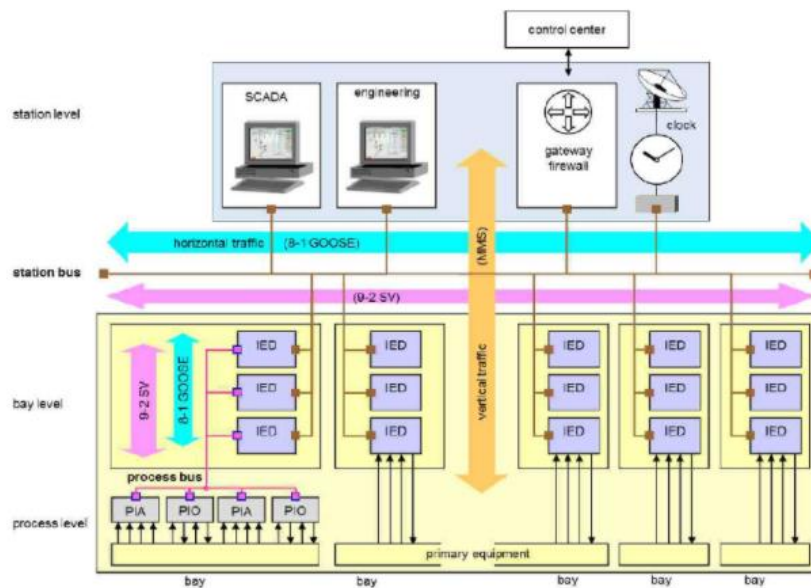 control center
station level
SCADA
engineering
gateway
firewall
clock
horizontal traffic (8-1 GOOSE)
(MMS)
station bus
(9-2 SV)
vertical traffic
bay level
9-2 SV
8-1 GOOSE
IED IED IED IED IED
IED IED IED IED IED
IED IED IED IED IED
process bus
process level
PIA PIO PIA PIO
primary equipment
bay bay bay bay bay